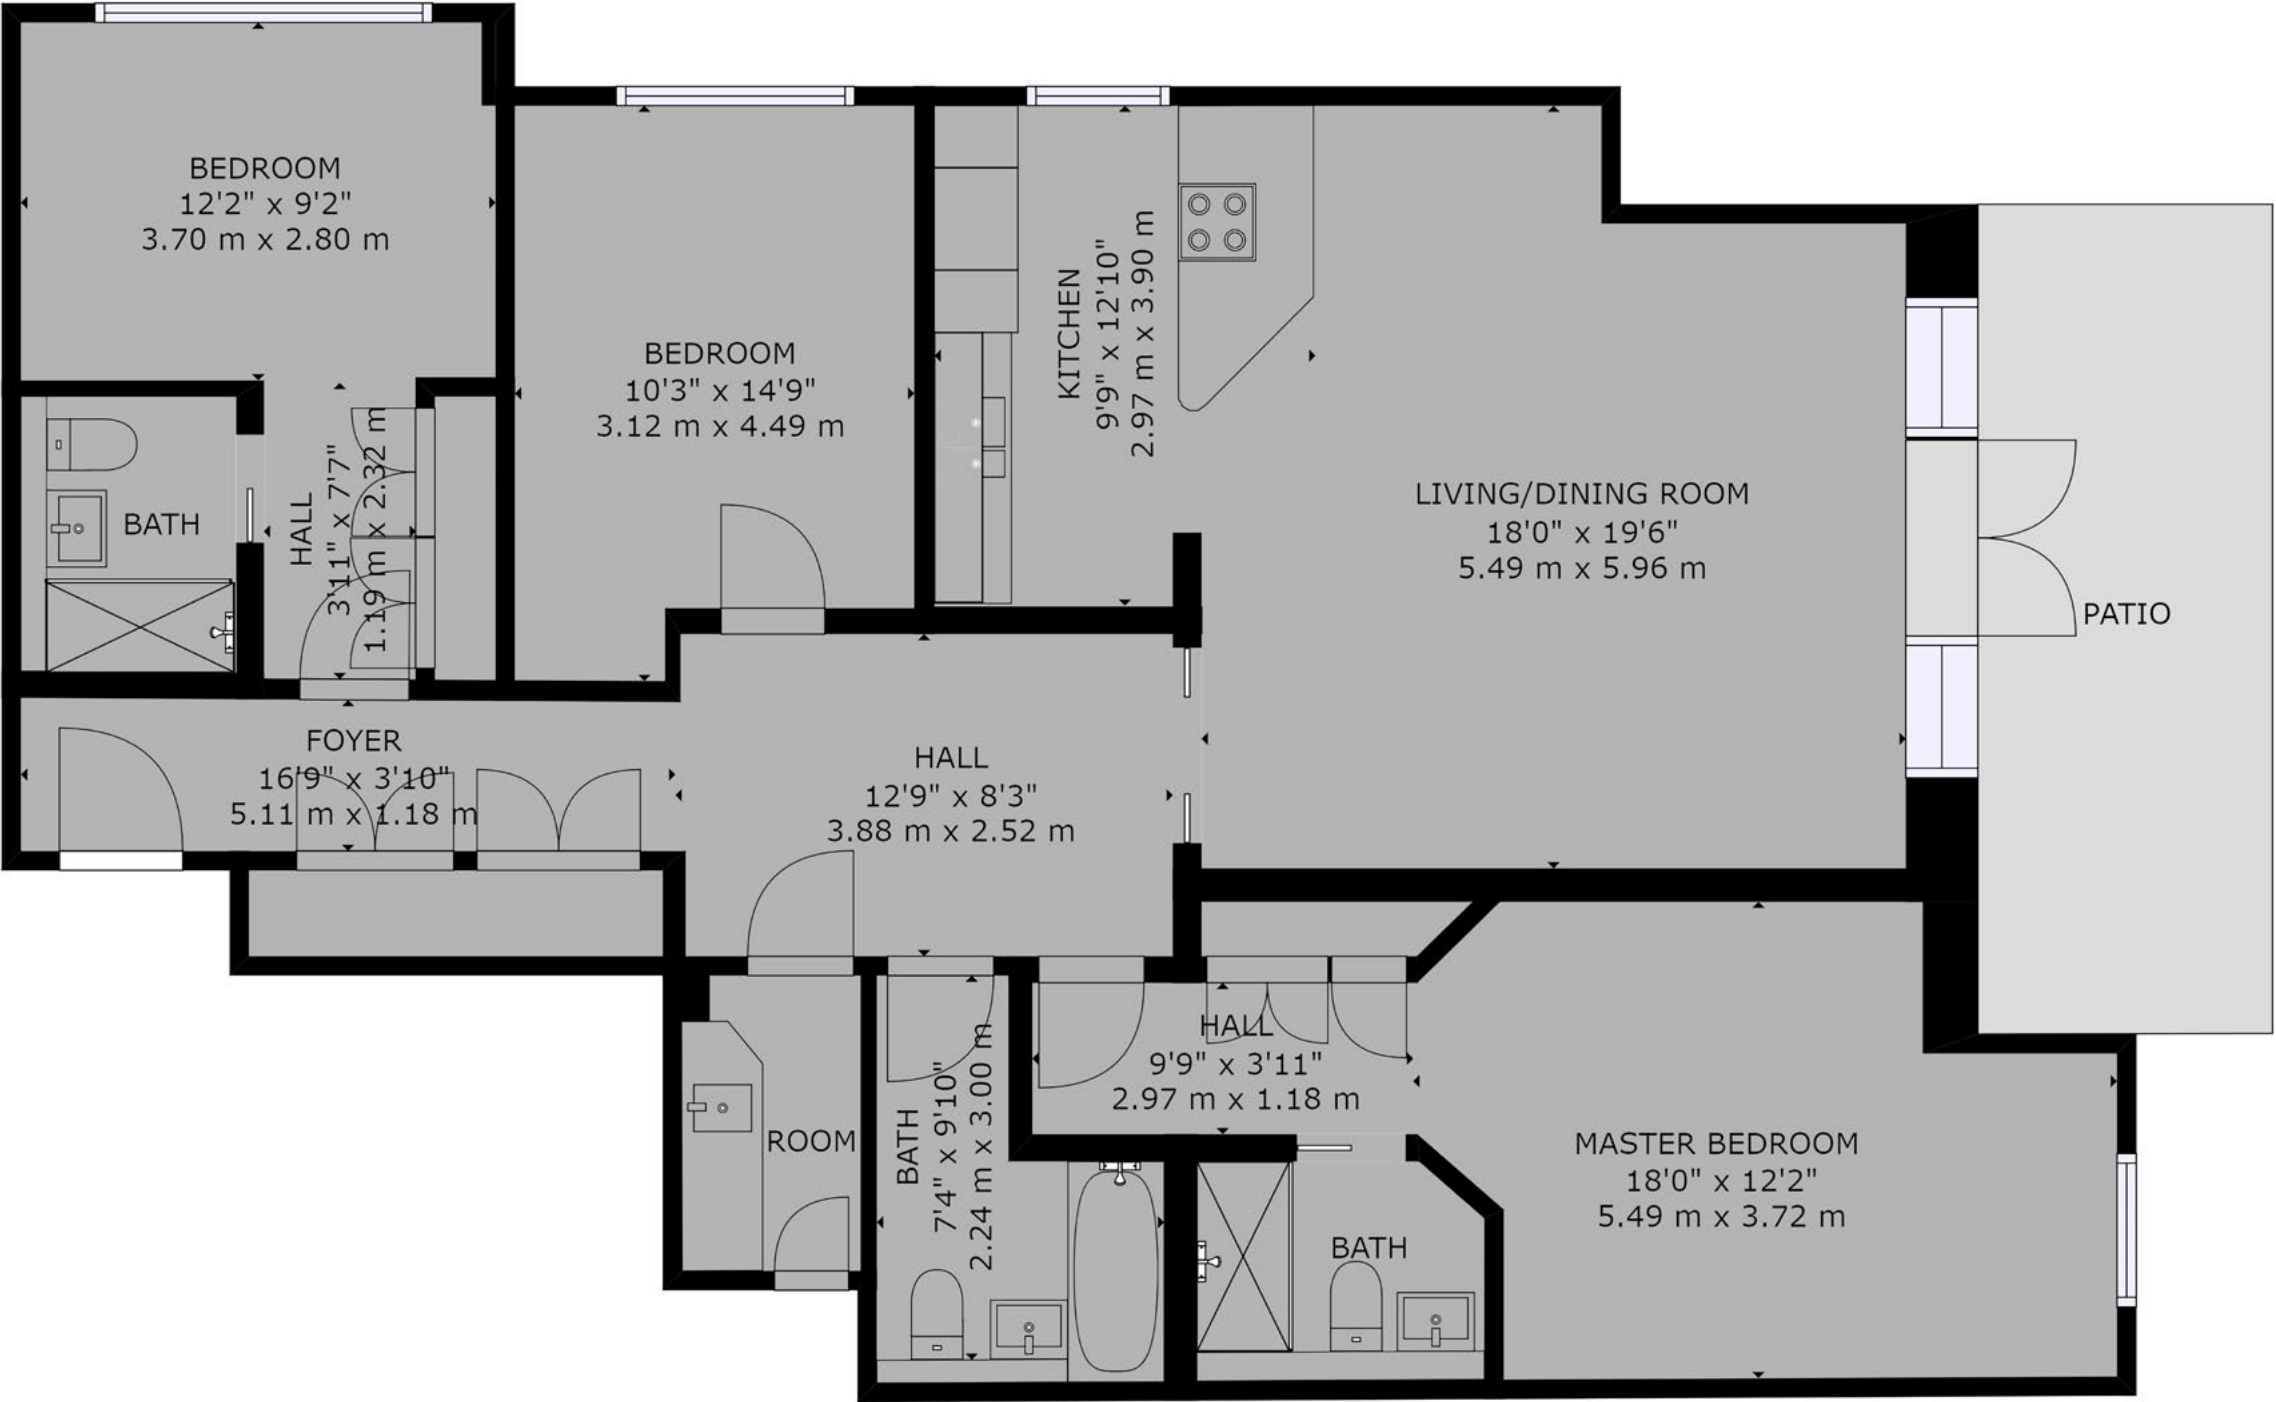 BEDROOM
12'2" x 9'2"
3.70 m x 2.80 m
BEDROOM
10'3" x 14'9"
3.12 m x 4.49 m
KITCHEN
9'9" x 12'10"
2.97 m x 3.90 m
LIVING/DINING ROOM
18'0" x 19'6"
5.49 m x 5.96 m
PATIO
BATH
HALL
3'11" x 7'7"
1.19 m x 2.32 m
FOYER
16'9" x 3'10"
5.11 m x 1.18 m
HALL
12'9" x 8'3"
3.88 m x 2.52 m
HALL
9'9" x 3'11"
2.97 m x 1.18 m
ROOM
BATH
7'4" x 9'10"
2.24 m x 3.00 m
BATH
MASTER BEDROOM
18'0" x 12'2"
5.49 m x 3.72 m